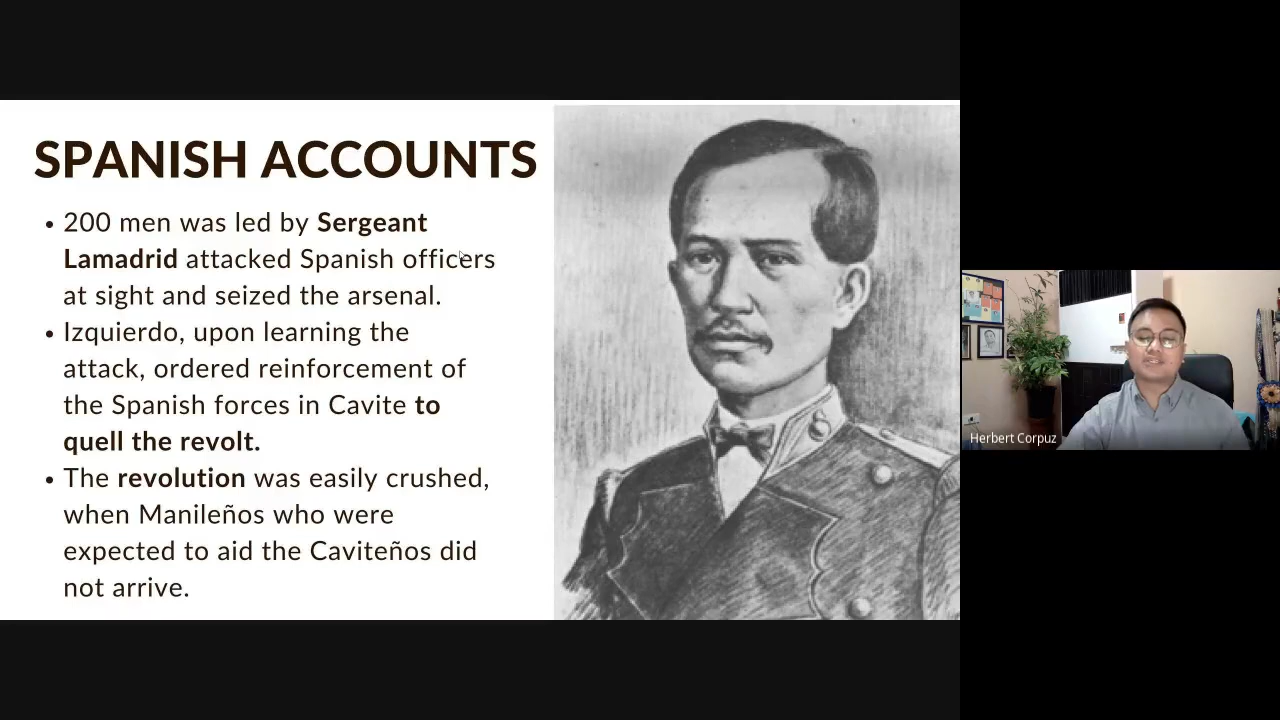 SPANISH ACCOUNTS
• 200 men was led by Sergeant
Lamadrid attacked Spanish officers
at sight and seized the arsenal.
• Izquierdo, upon learning the
attack, ordered reinforcement of
the Spanish forces in Cavite to
quell the revolt.
• The revolution was easily crushed,
when Manileños who were
expected to aid the Caviteños did
not arrive.
Herbert Corpuz